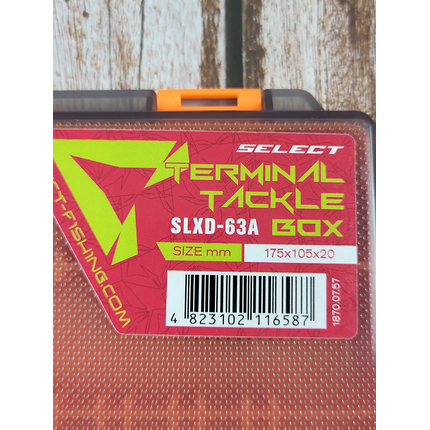 SELECT
TERMINAL
TACKLE
SLXD-63A BOX
SIZE mm 175x105x20
4 823102 116587
1870.07.57
CT-FISHING.COM